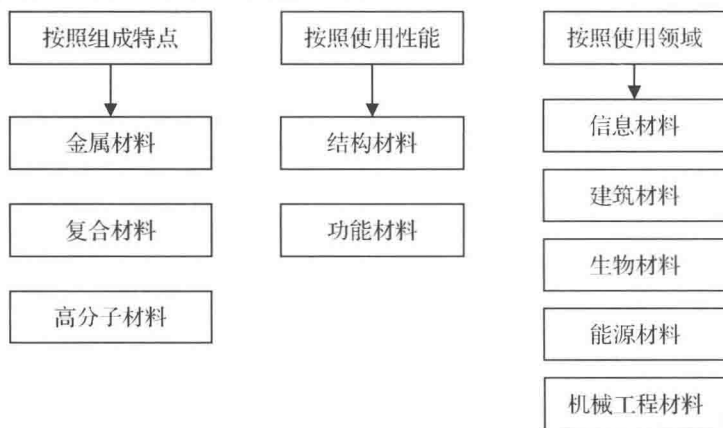 按照组成特点
金属材料
复合材料
高分子材料
按照使用性能
结构材料
功能材料
按照使用领域
信息材料
建筑材料
生物材料
能源材料
机械工程材料